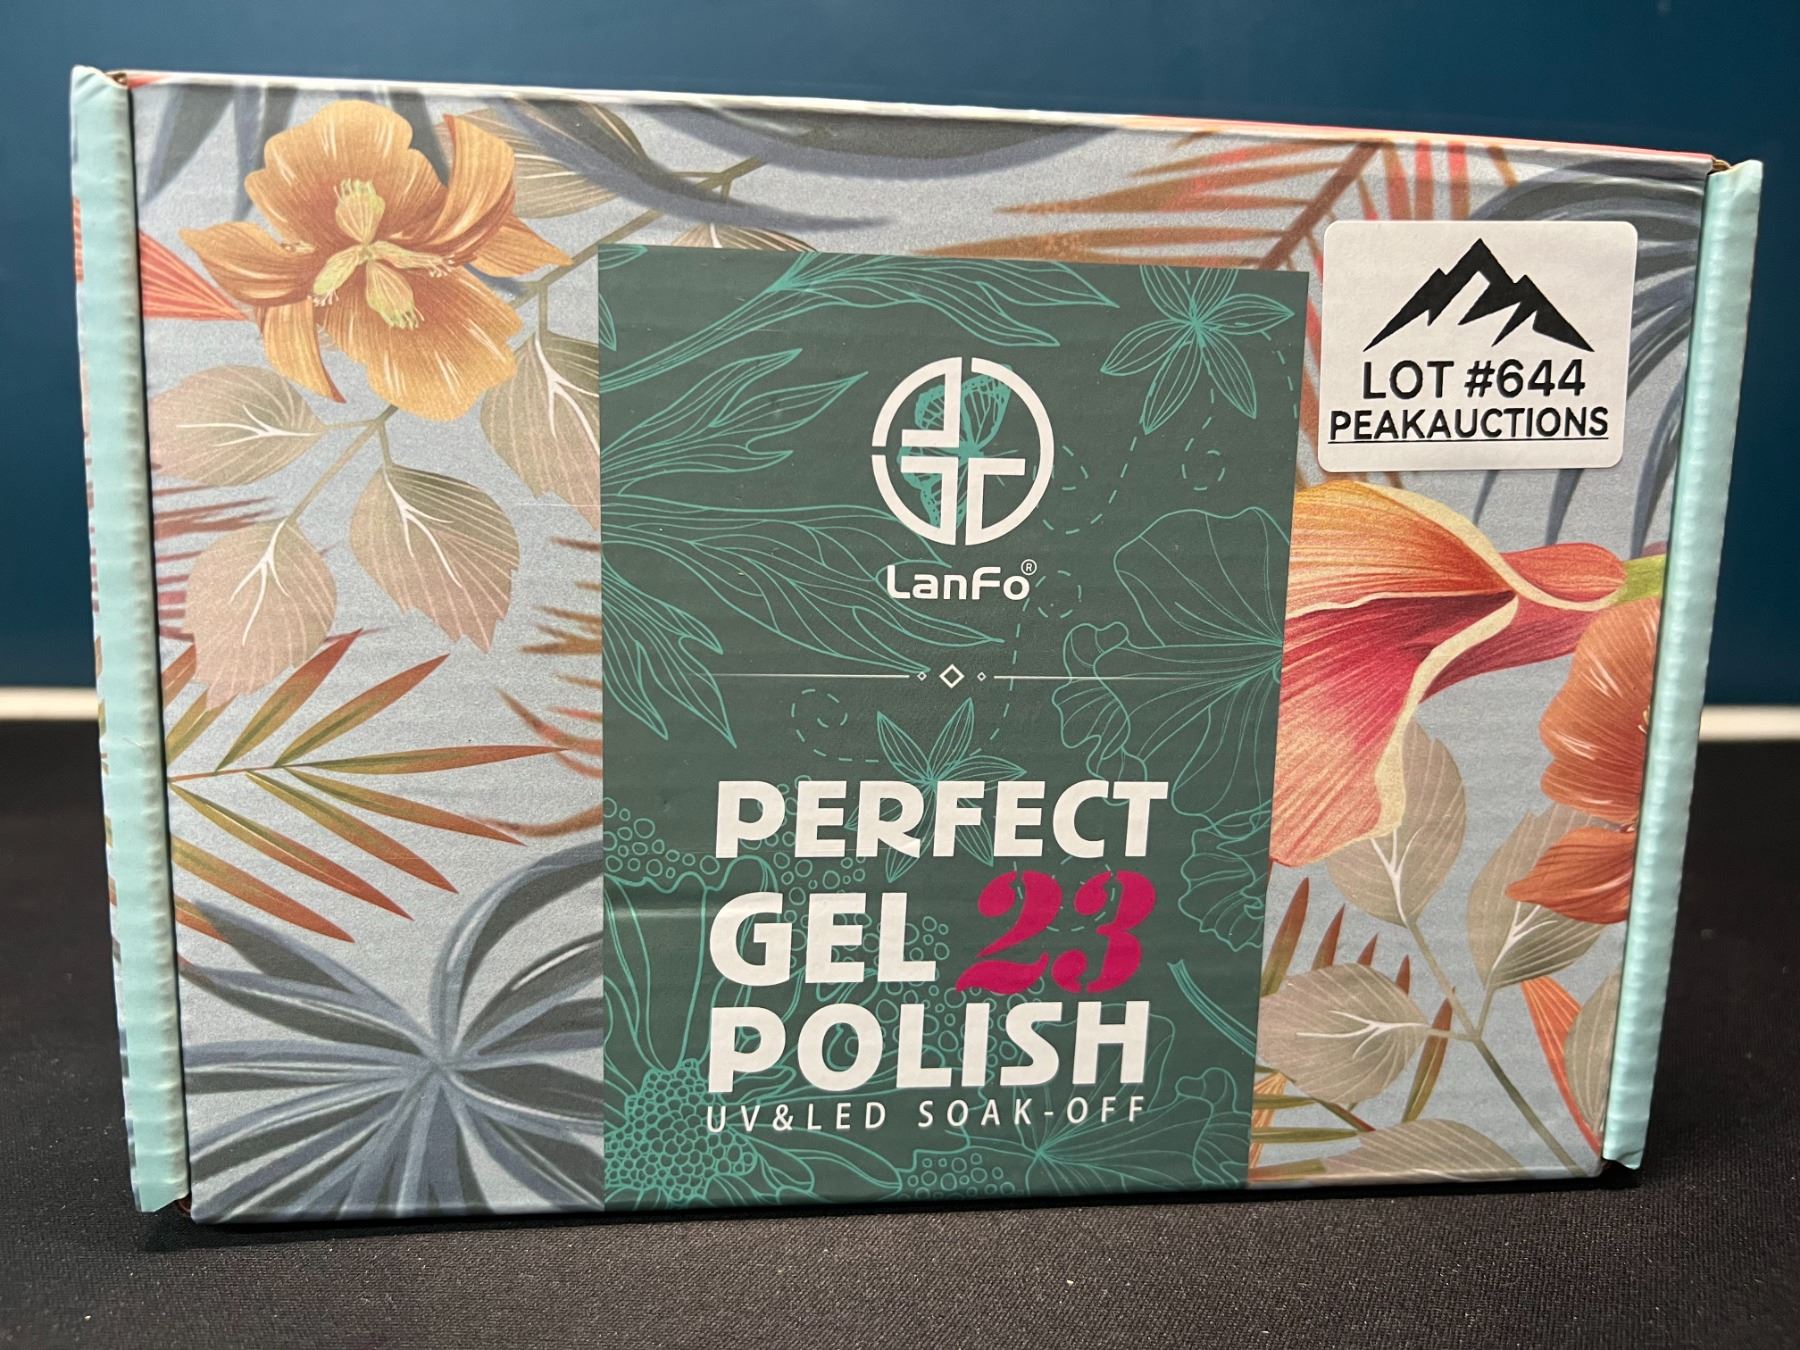 LOT #644
PEAKAUCTIONS
LanFo®
PERFECT
GEL 23
POLISH
UV&LED SOAK-OFF